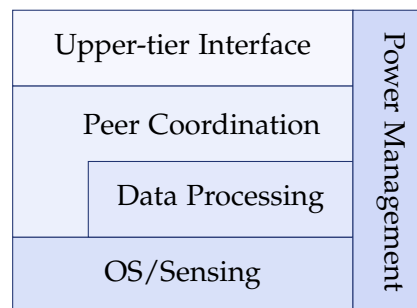 Upper-tier Interface
Peer Coordination
Data Processing
OS/Sensing
Power Management